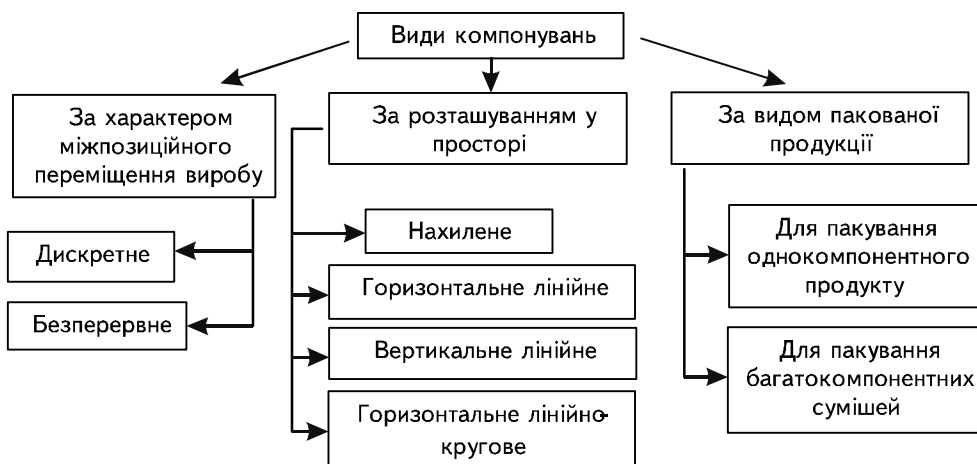 Види компонувань
За характером
міжпозиційного
переміщення виробу
Дискретне
Безперервне
За розташуванням у
просторі
Нахилене
Горизонтальне лінійне
Вертикальне лінійне
Горизонтальне лінійно-
кругове
За видом пакованої
продукції
Для пакування
однокомпонентного
продукту
Для пакування
багатокомпонентних
сумішей